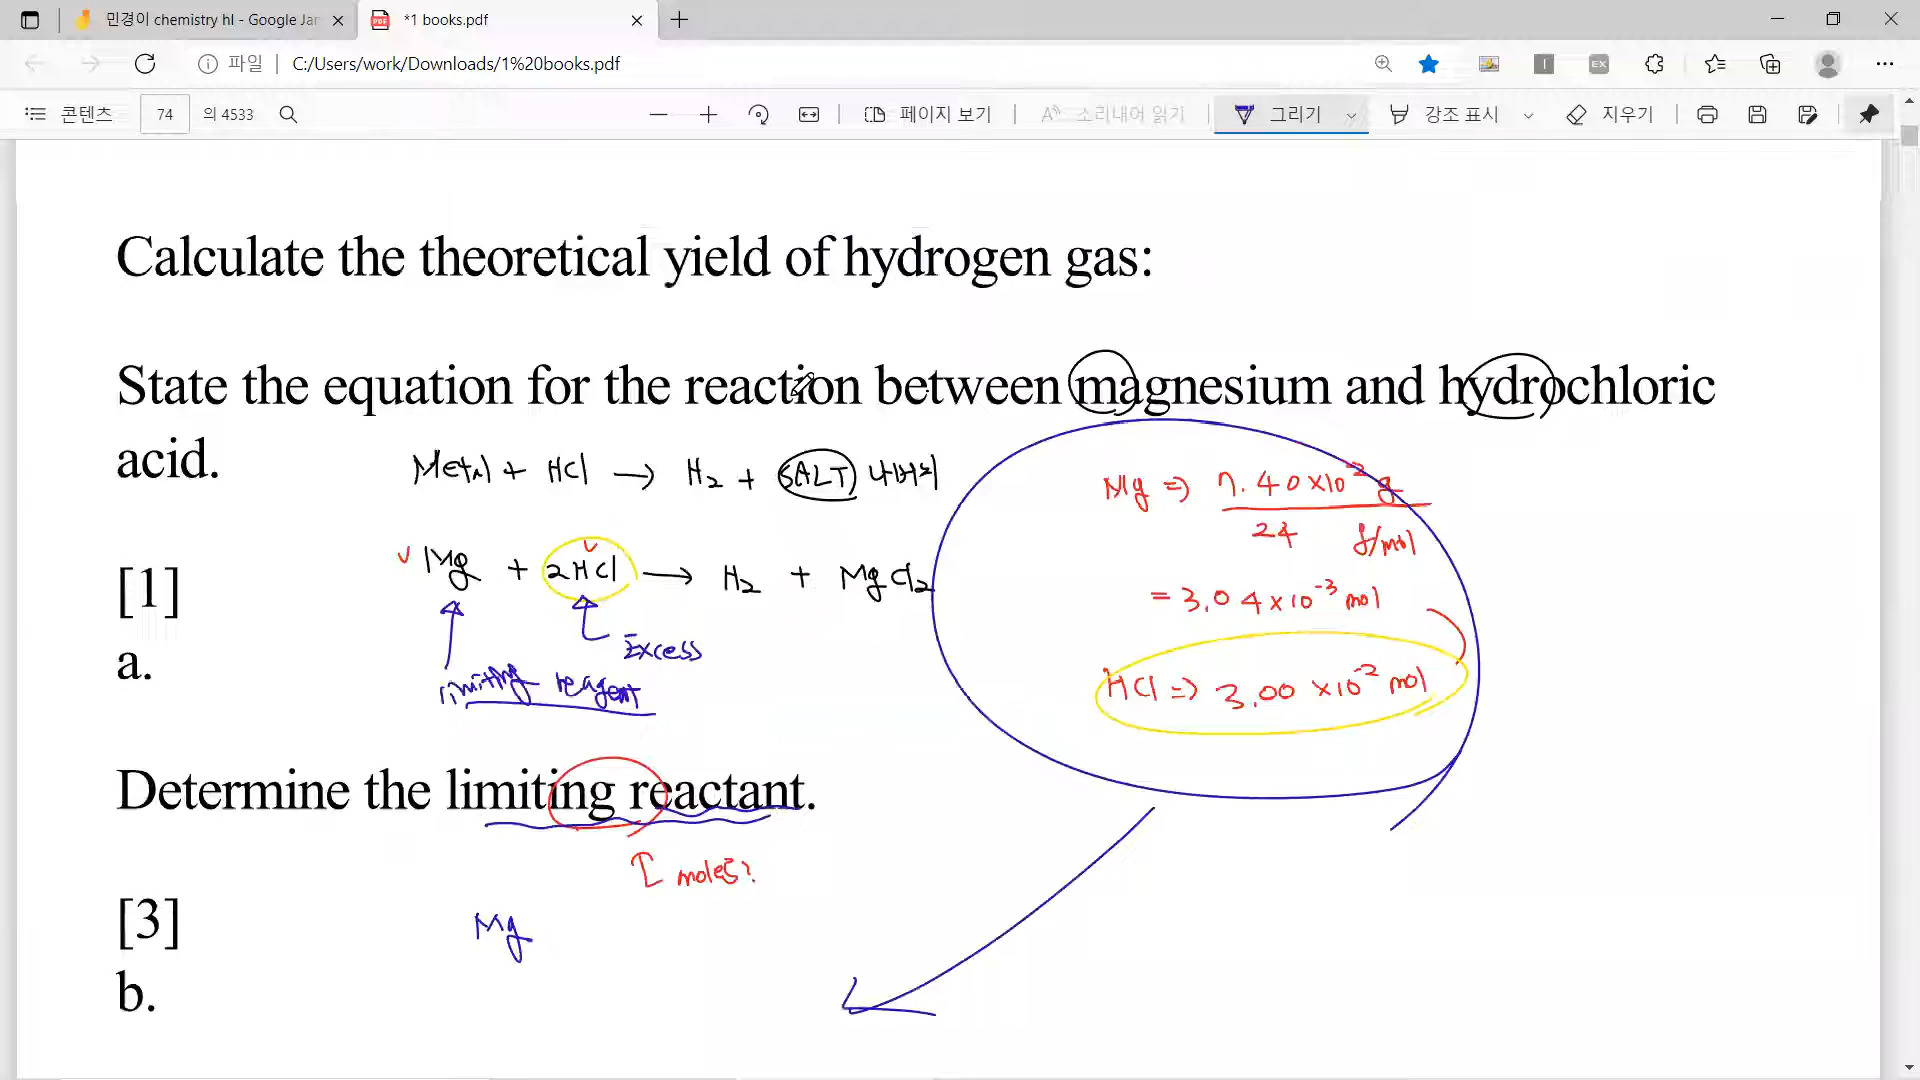 민경이 chemistry hl - Google Jar
*1 books.pdf
파일 C:/Users/work/Downloads/1%20books.pdf
콘텐츠 74 의 4533 페이지 보기 소리내어 읽기 그리기 강조 표시 지우기
Calculate the theoretical yield of hydrogen gas:
State the equation for the reaction between magnesium and hydrochloric
acid.
Metal + HCl → H₂ + SALT
Mg ⇒ 7.40×10⁻² g
24 g/mol
[1]
Mg + 2HCl → H₂ + MgCl₂
= 3.04×10⁻³ mol
Excess
a.
limiting reagent
HCl ⇒ 3.00 ×10⁻² mol
Determine the limiting reactant.
moles?
[3]
Mg
b.